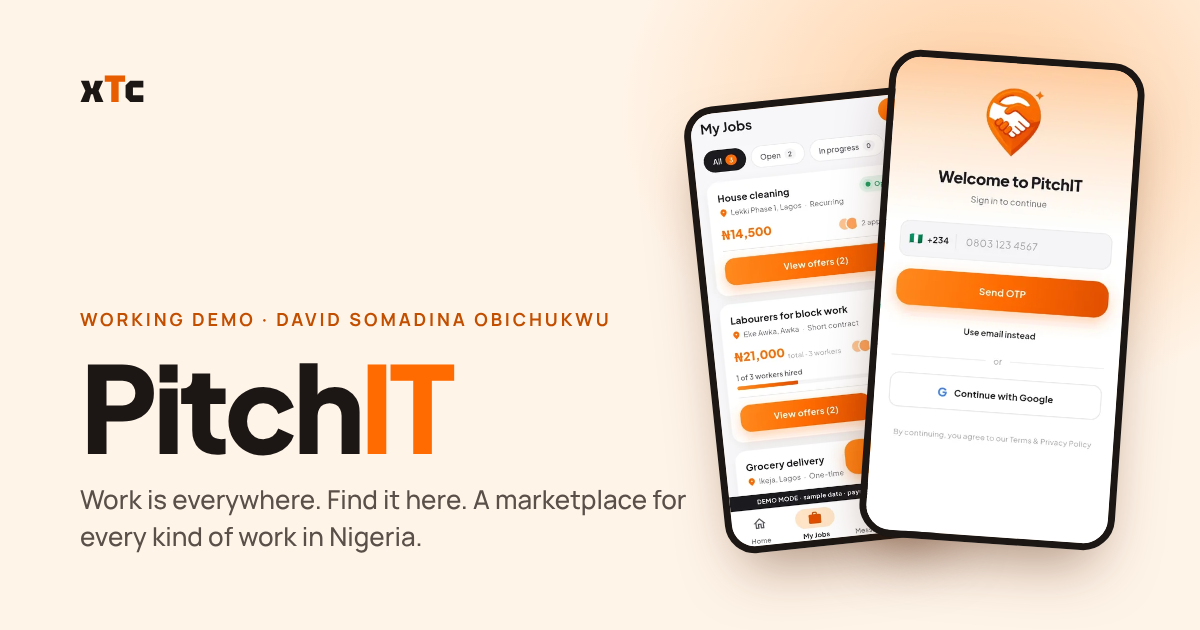 xTc
WORKING DEMO · DAVID SOMADINA OBICHUKWU
PitchIT
Work is everywhere. Find it here. A marketplace for
every kind of work in Nigeria.
My Jobs
All 3
Open 2
In progress 0
House cleaning
Lekki Phase 1, Lagos · Recurring
₦14,500
2
View offers (2)
Labourers for block work
Eke Awka, Awka · Short contract
₦21,000 total · 3 workers
1 of 3 workers hired
View offers (2)
Grocery delivery
Ikeja, Lagos · One-time
DEMO MODE · sample data ·
Home
My Jobs
Welcome to PitchIT
Sign in to continue
+234 0803 123 4567
Send OTP
Use email instead
or
G Continue with Google
By continuing, you agree to our Terms & Privacy Policy